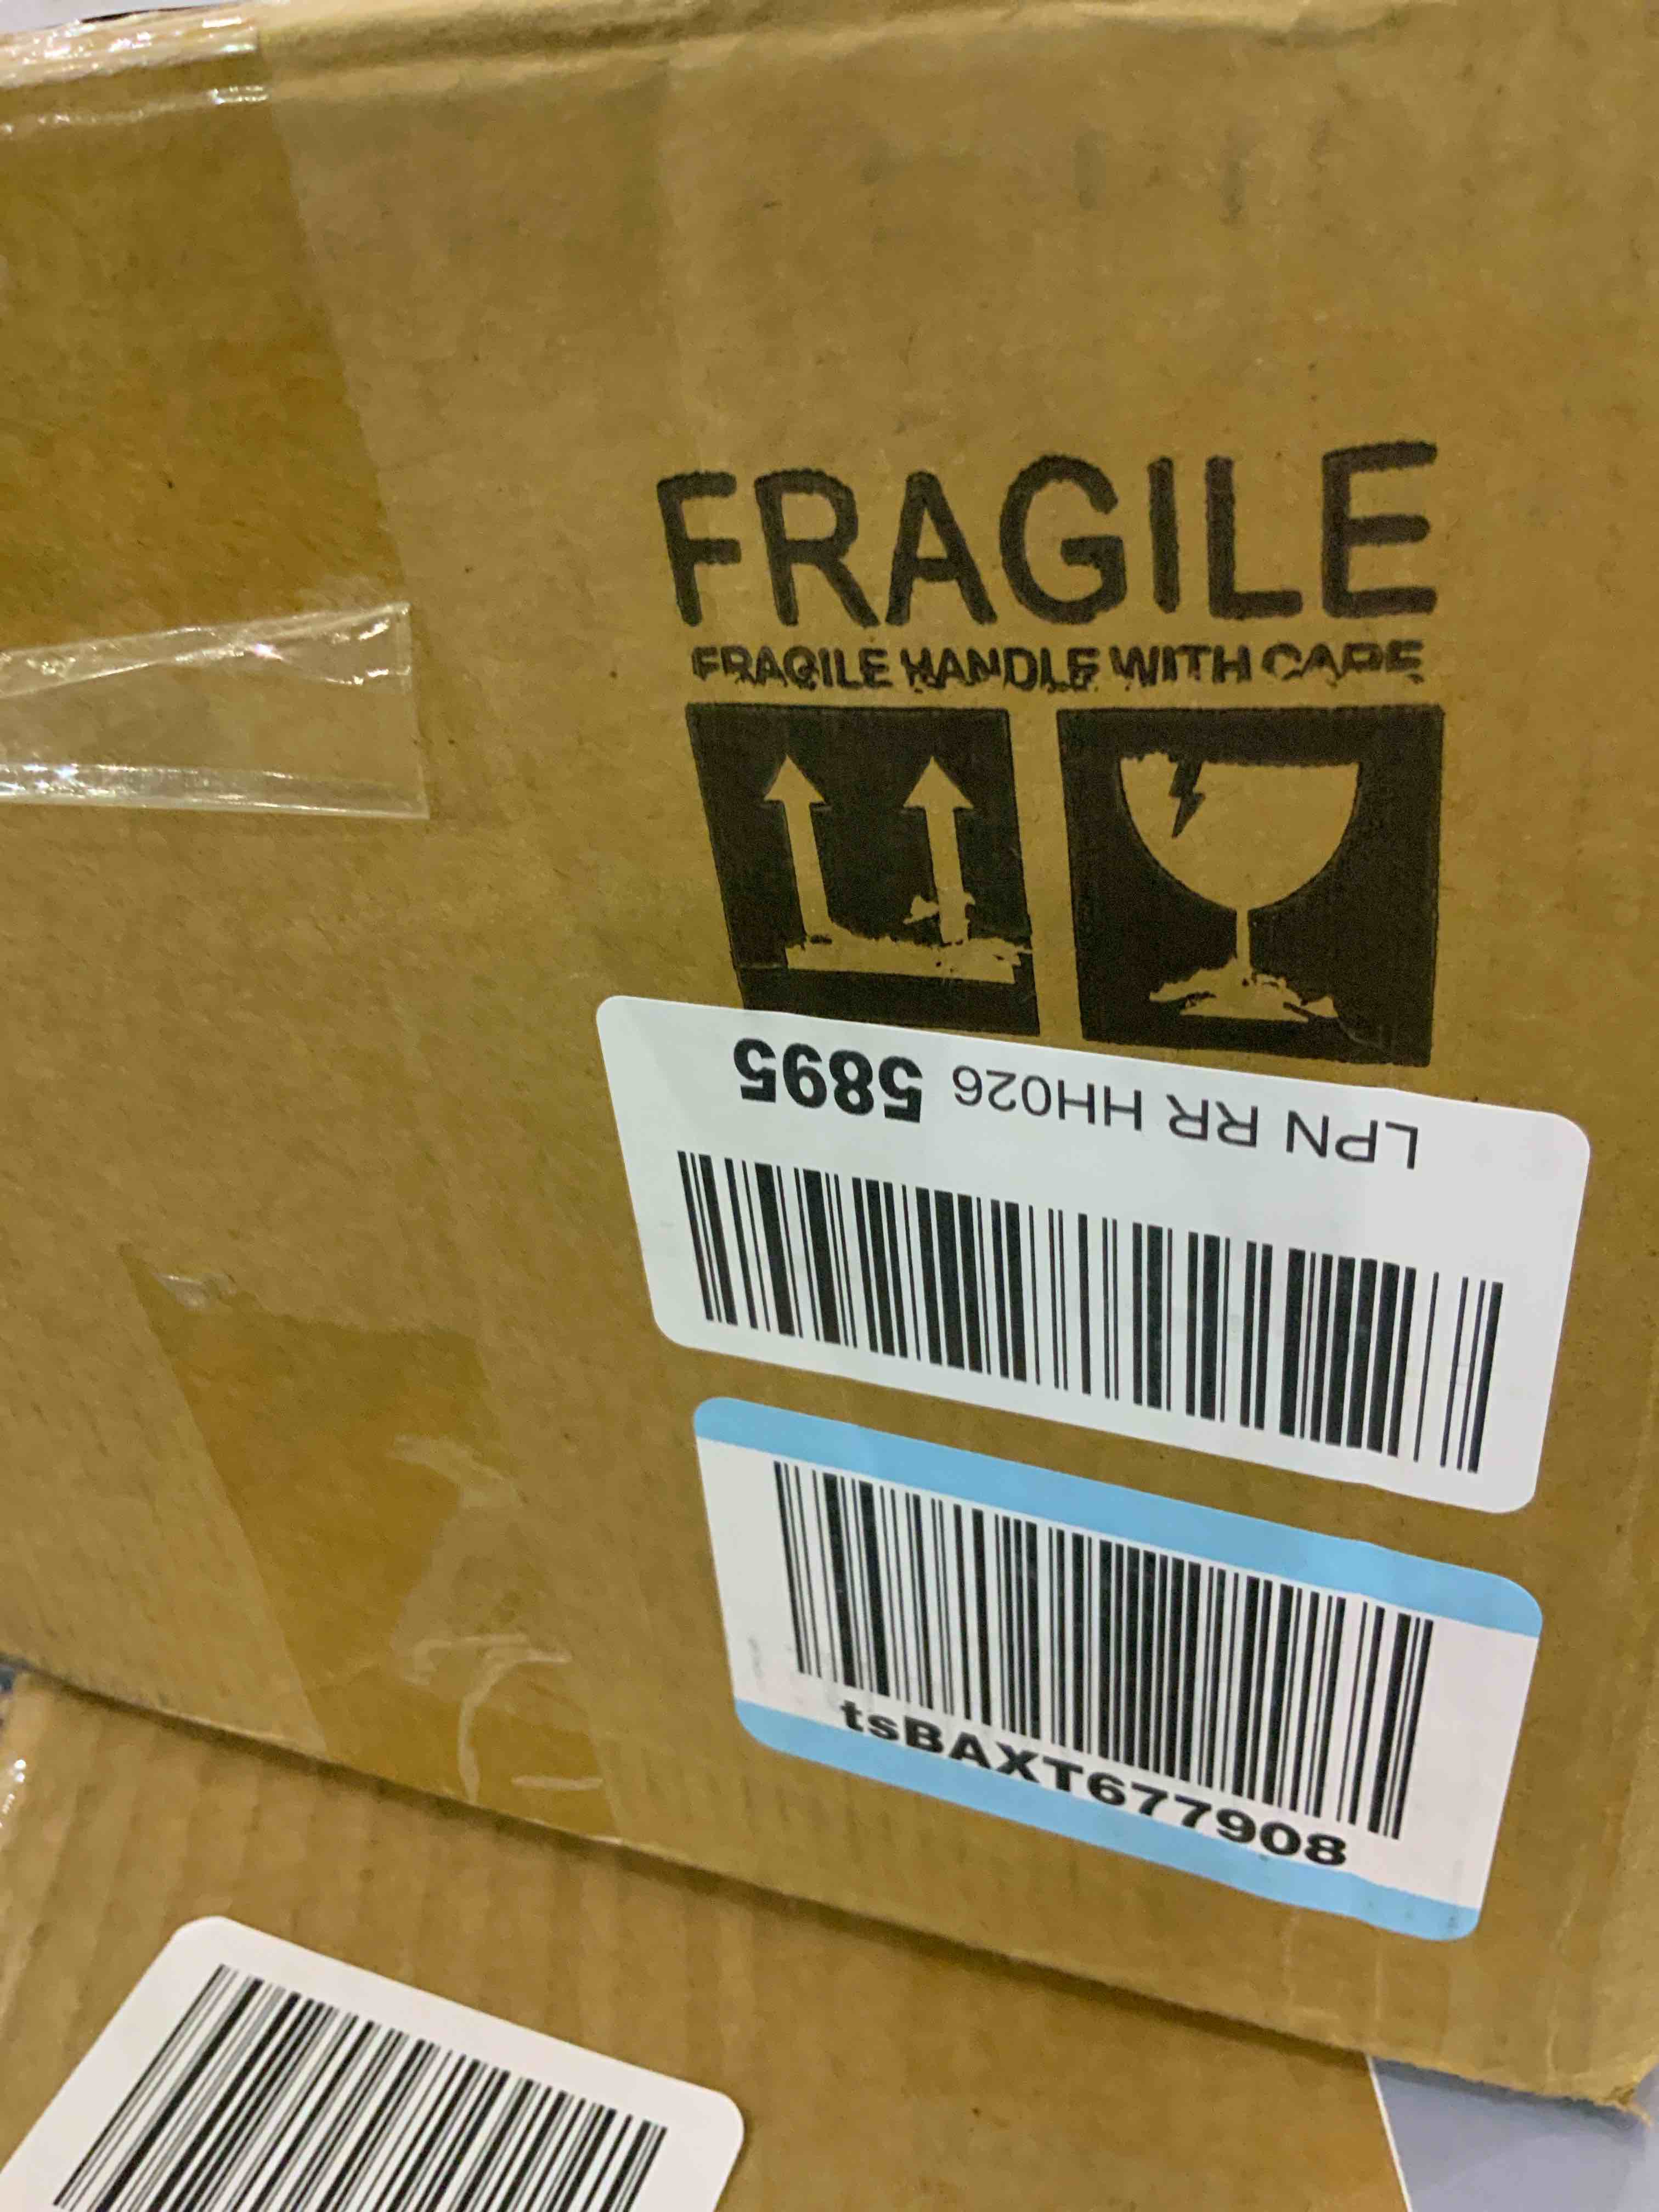 FRAGILE
FRAGILE HANDLE WITH CARE
LPN RR HH026 5895
tsBAXT677908